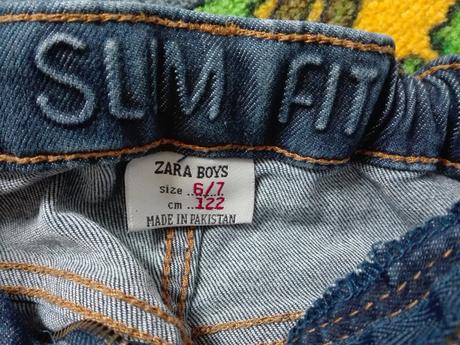 SLIM FIT
ZARA BOYS
size ..6/7
cm ..122
MADE IN PAKISTAN